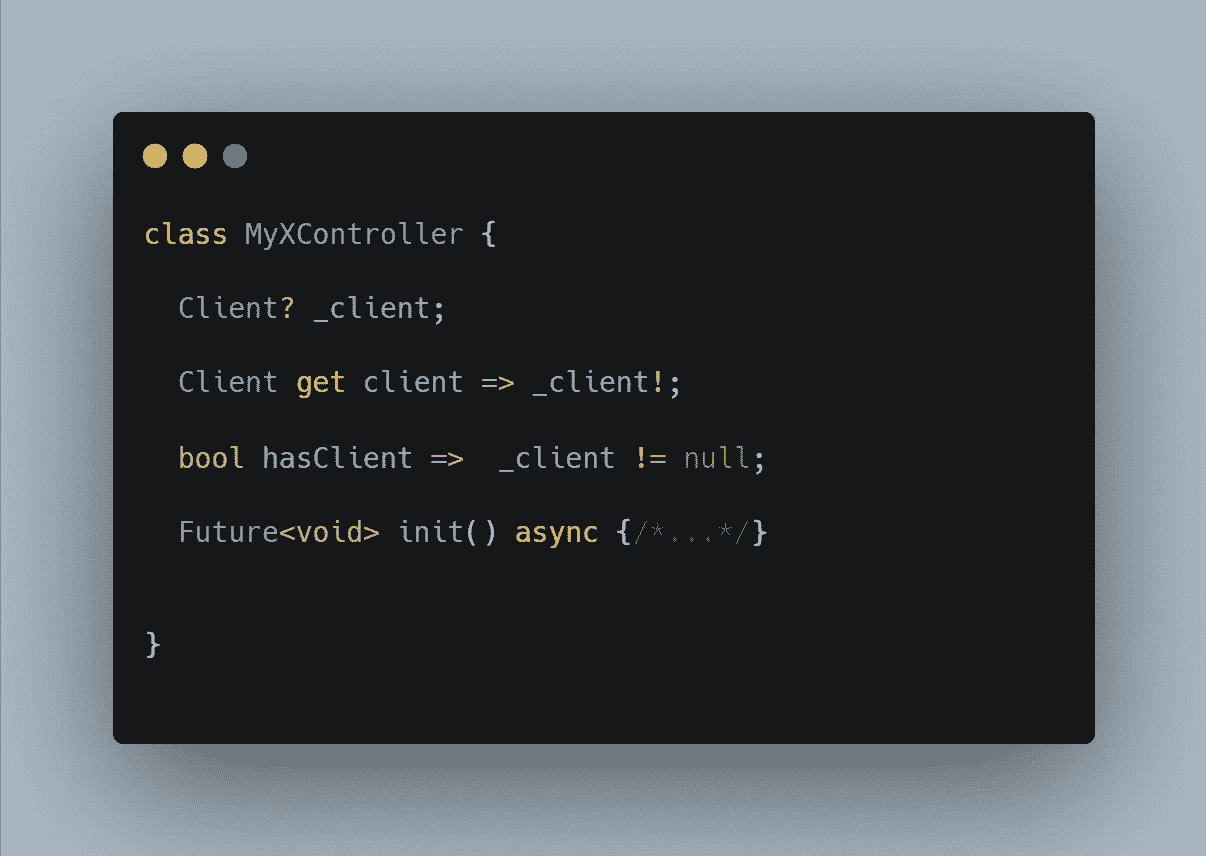 class MyXController {
Client? _client;
Client get client => _client!;
bool hasClient =>  _client != null;
Future<void> init() async {/*...*/}
}